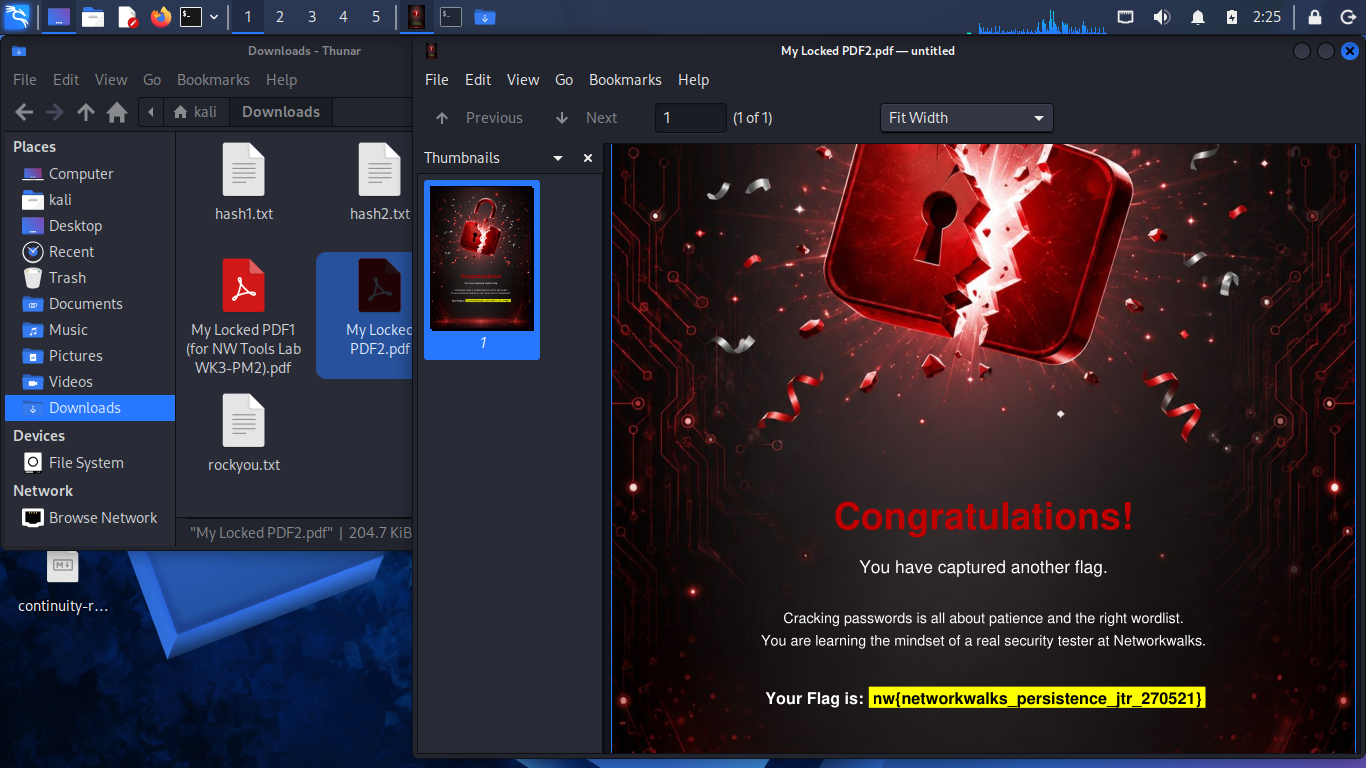 1 2 3 4 5
2:25
Downloads - Thunar
File Edit View Go Bookmarks Help
kali Downloads
Places
Computer
kali
Desktop
Recent
Trash
Documents
Music
Pictures
Videos
Downloads
Devices
File System
Network
Browse Network
hash1.txt
hash2.txt
My Locked PDF1
(for NW Tools Lab
WK3-PM2).pdf
My Locked
PDF2.pdf
rockyou.txt
"My Locked PDF2.pdf" | 204.7 KiB
continuity-r…
My Locked PDF2.pdf — untitled
File Edit View Go Bookmarks Help
Previous Next 1 (1 of 1) Fit Width
Thumbnails
1
Congratulations!
You have captured another flag.
Cracking passwords is all about patience and the right wordlist.
You are learning the mindset of a real security tester at Networkwalks.
Your Flag is: nw{networkwalks_persistence_jtr_270521}